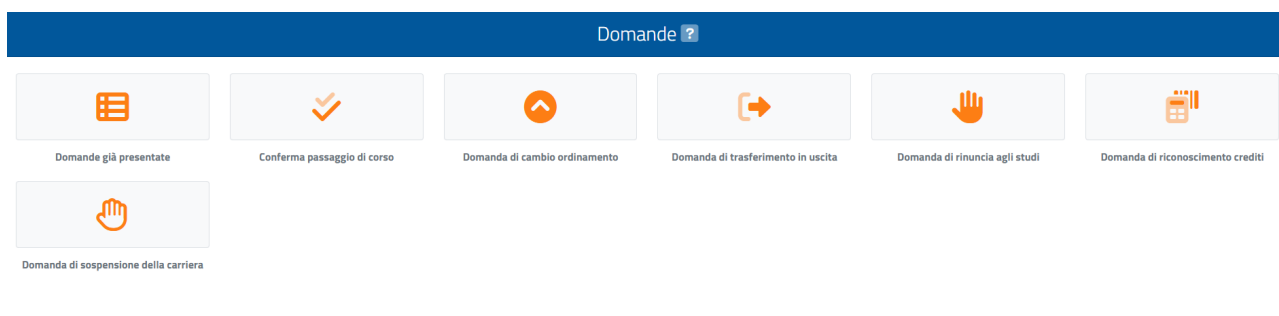 Domande ?
Domande già presentate
Conferma passaggio di corso
Domanda di cambio ordinamento
Domanda di trasferimento in uscita
Domanda di rinuncia agli studi
Domanda di riconoscimento crediti
Domanda di sospensione della carriera